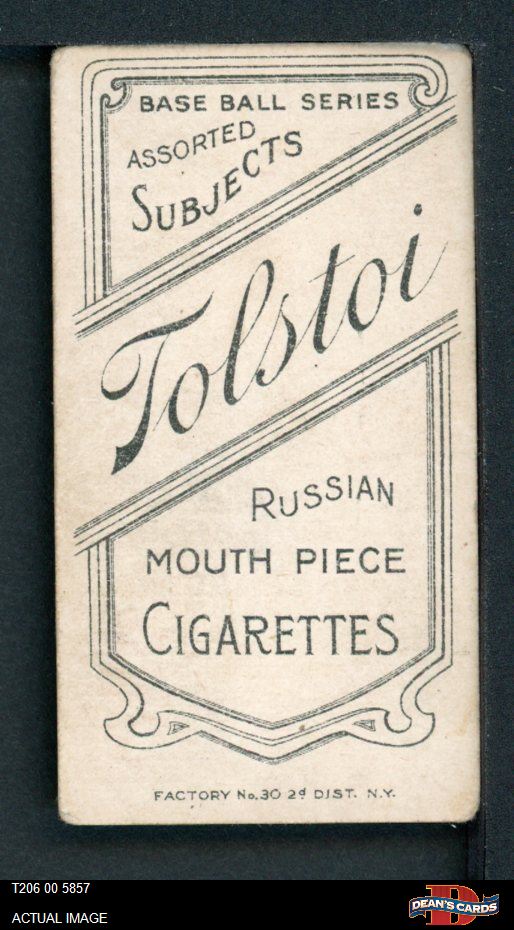 BASE BALL SERIES
ASSORTED
SUBJECTS
Tolstoi
RUSSIAN
MOUTH PIECE
CIGARETTES
FACTORY No. 30 2d DIST. N.Y.
T206 00 5857
ACTUAL IMAGE
D
DEAN'S CARDS